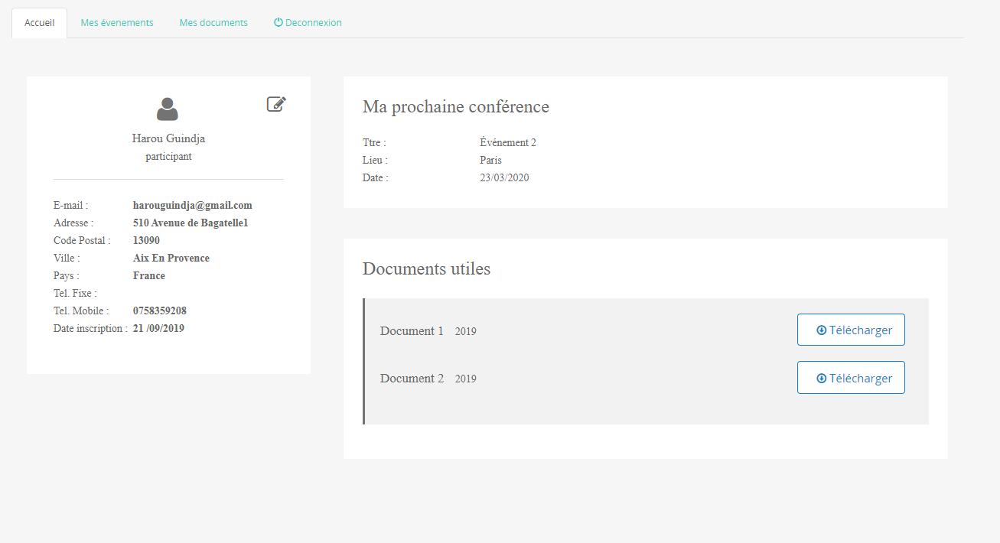 Accueil Mes évenements Mes documents Deconnexion
Harou Guindja
participant
E-mail : harouguindja@gmail.com
Adresse : 510 Avenue de Bagatelle1
Code Postal : 13090
Ville : Aix En Provence
Pays : France
Tel. Fixe :
Tel. Mobile : 0758359208
Date inscription : 21 /09/2019
Ma prochaine conférence
Ttre : Événement 2
Lieu : Paris
Date : 23/03/2020
Documents utiles
Document 1 2019 Télécharger
Document 2 2019 Télécharger